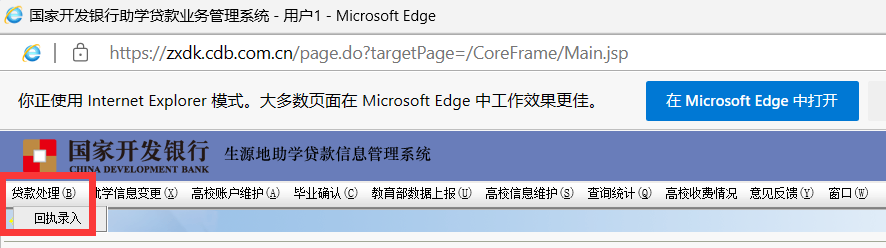 国家开发银行助学贷款业务管理系统 - 用户1 - Microsoft Edge
https://zxdk.cdb.com.cn/page.do?targetPage=/CoreFrame/Main.jsp
你正使用 Internet Explorer 模式。大多数页面在 Microsoft Edge 中工作效果更佳。 在 Microsoft Edge 中打开
国家开发银行 生源地助学贷款信息管理系统
CHINA DEVELOPMENT BANK
贷款处理(B) 就学信息变更(X) 高校账户维护(A) 毕业确认(C) 教育部数据上报(U) 高校信息维护(S) 查询统计(Q) 高校收费情况 意见反馈(Y) 窗口(W)
回执录入